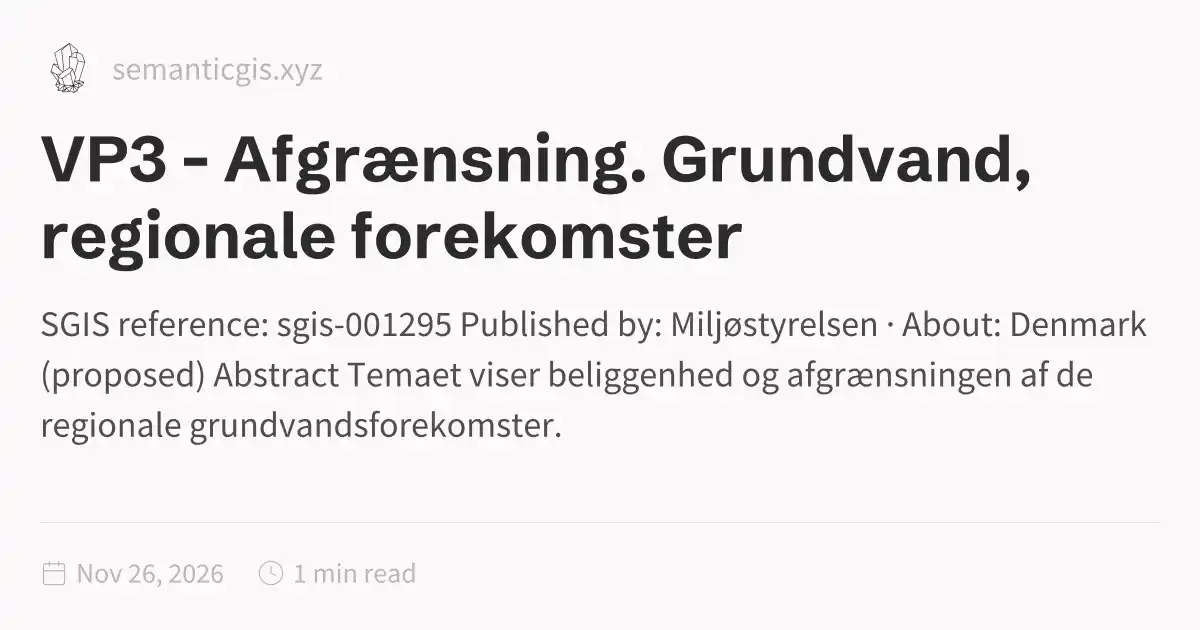 semanticgis.xyz
VP3 - Afgrænsning. Grundvand,
regionale forekomster
SGIS reference: sgis-001295 Published by: Miljøstyrelsen · About: Denmark
(proposed) Abstract Temaet viser beliggenhed og afgrænsningen af de
regionale grundvandsforekomster.
Nov 26, 2026 1 min read